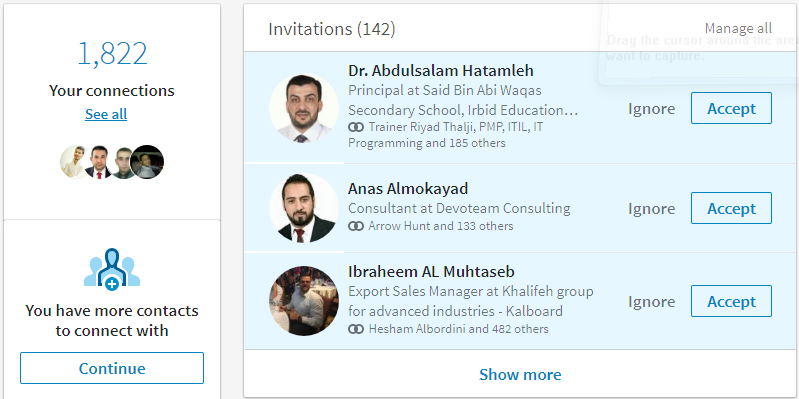 1,822
Your connections
See all
You have more contacts
to connect with
Continue
Invitations (142)
Manage all
Drag the cursor around the area
want to capture.
Dr. Abdulsalam Hatamleh
Principal at Said Bin Abi Waqas
Secondary School, Irbid Education…
Trainer Riyad Thalji, PMP, ITIL, IT
Programming and 185 others
Ignore
Accept
Anas Almokayad
Consultant at Devoteam Consulting
Arrow Hunt and 133 others
Ignore
Accept
Ibraheem AL Muhtaseb
Export Sales Manager at Khalifeh group
for advanced industries - Kalboard
Hesham Albordini and 482 others
Ignore
Accept
Show more